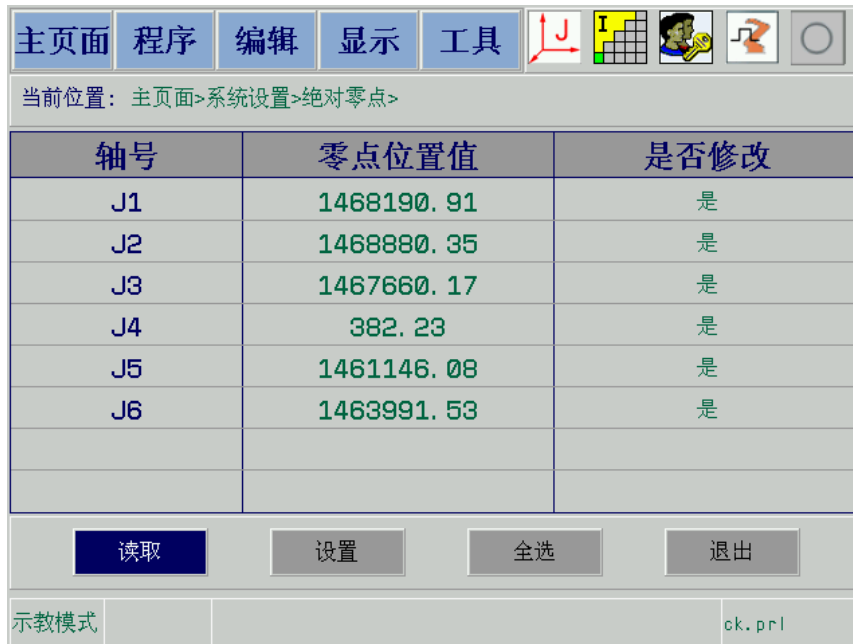 主页面 程序 编辑 显示 工具 J I
当前位置: 主页面>系统设置>绝对零点>
轴号 零点位置值 是否修改
J1 1468190.91 是
J2 1468880.35 是
J3 1467660.17 是
J4 382.23 是
J5 1461146.08 是
J6 1463991.53 是
读取 设置 全选 退出
示教模式 ck.prl